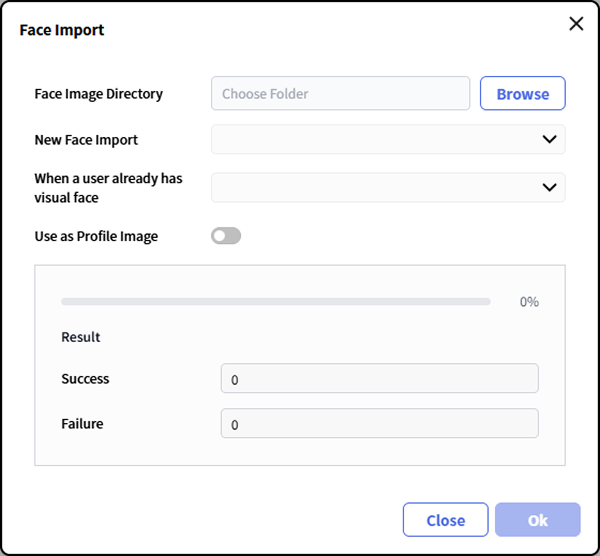 Face Import
Face Image Directory
Choose Folder
Browse
New Face Import
When a user already has
visual face
Use as Profile Image
0%
Result
Success
0
Failure
0
Close
Ok